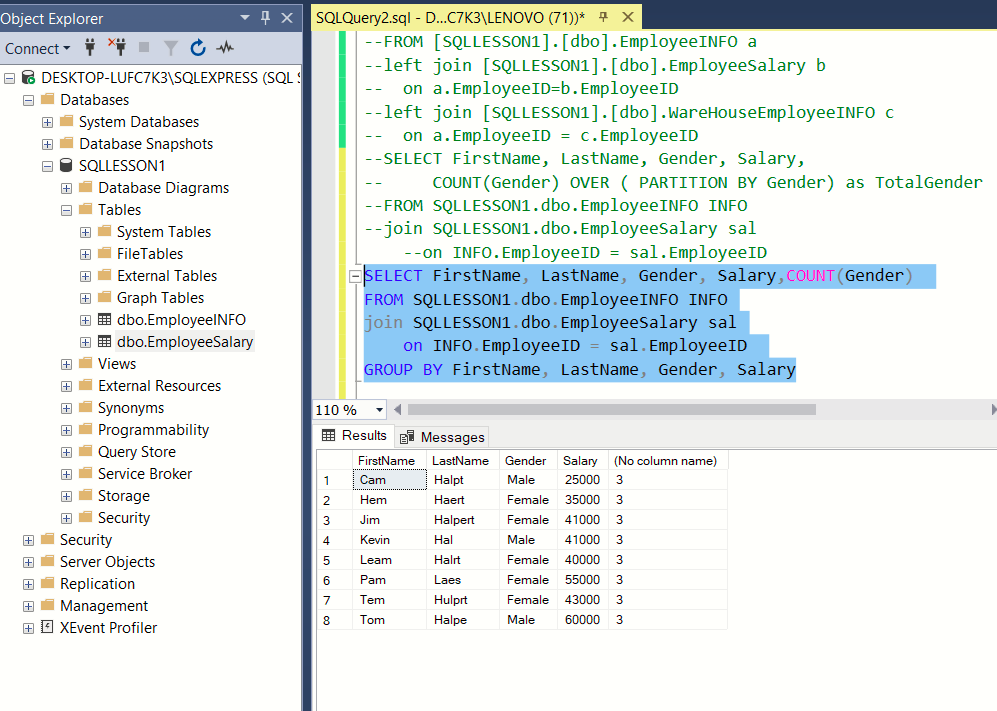 Object Explorer
Connect
DESKTOP-LUFC7K3\SQLEXPRESS (SQL S
Databases
System Databases
Database Snapshots
SQLLESSON1
Database Diagrams
Tables
System Tables
FileTables
External Tables
Graph Tables
dbo.EmployeeINFO
dbo.EmployeeSalary
Views
External Resources
Synonyms
Programmability
Query Store
Service Broker
Storage
Security
Security
Server Objects
Replication
Management
XEvent Profiler
SQLQuery2.sql - D...C7K3\LENOVO (71))*
--FROM [SQLLESSON1].[dbo].EmployeeINFO a
--left join [SQLLESSON1].[dbo].EmployeeSalary b
-- on a.EmployeeID=b.EmployeeID
--left join [SQLLESSON1].[dbo].WareHouseEmployeeINFO c
-- on a.EmployeeID = c.EmployeeID
--SELECT FirstName, LastName, Gender, Salary,
-- COUNT(Gender) OVER ( PARTITION BY Gender) as TotalGender
--FROM SQLLESSON1.dbo.EmployeeINFO INFO
--join SQLLESSON1.dbo.EmployeeSalary sal
--on INFO.EmployeeID = sal.EmployeeID
SELECT FirstName, LastName, Gender, Salary,COUNT(Gender)
FROM SQLLESSON1.dbo.EmployeeINFO INFO
join SQLLESSON1.dbo.EmployeeSalary sal
on INFO.EmployeeID = sal.EmployeeID
GROUP BY FirstName, LastName, Gender, Salary
110 %
Results Messages
FirstName LastName Gender Salary (No column name)
1 Cam Halpt Male 25000 3
2 Hem Haert Female 35000 3
3 Jim Halpert Female 41000 3
4 Kevin Hal Male 41000 3
5 Leam Halrt Female 40000 3
6 Pam Laes Female 55000 3
7 Tem Hulprt Female 43000 3
8 Tom Halpe Male 60000 3